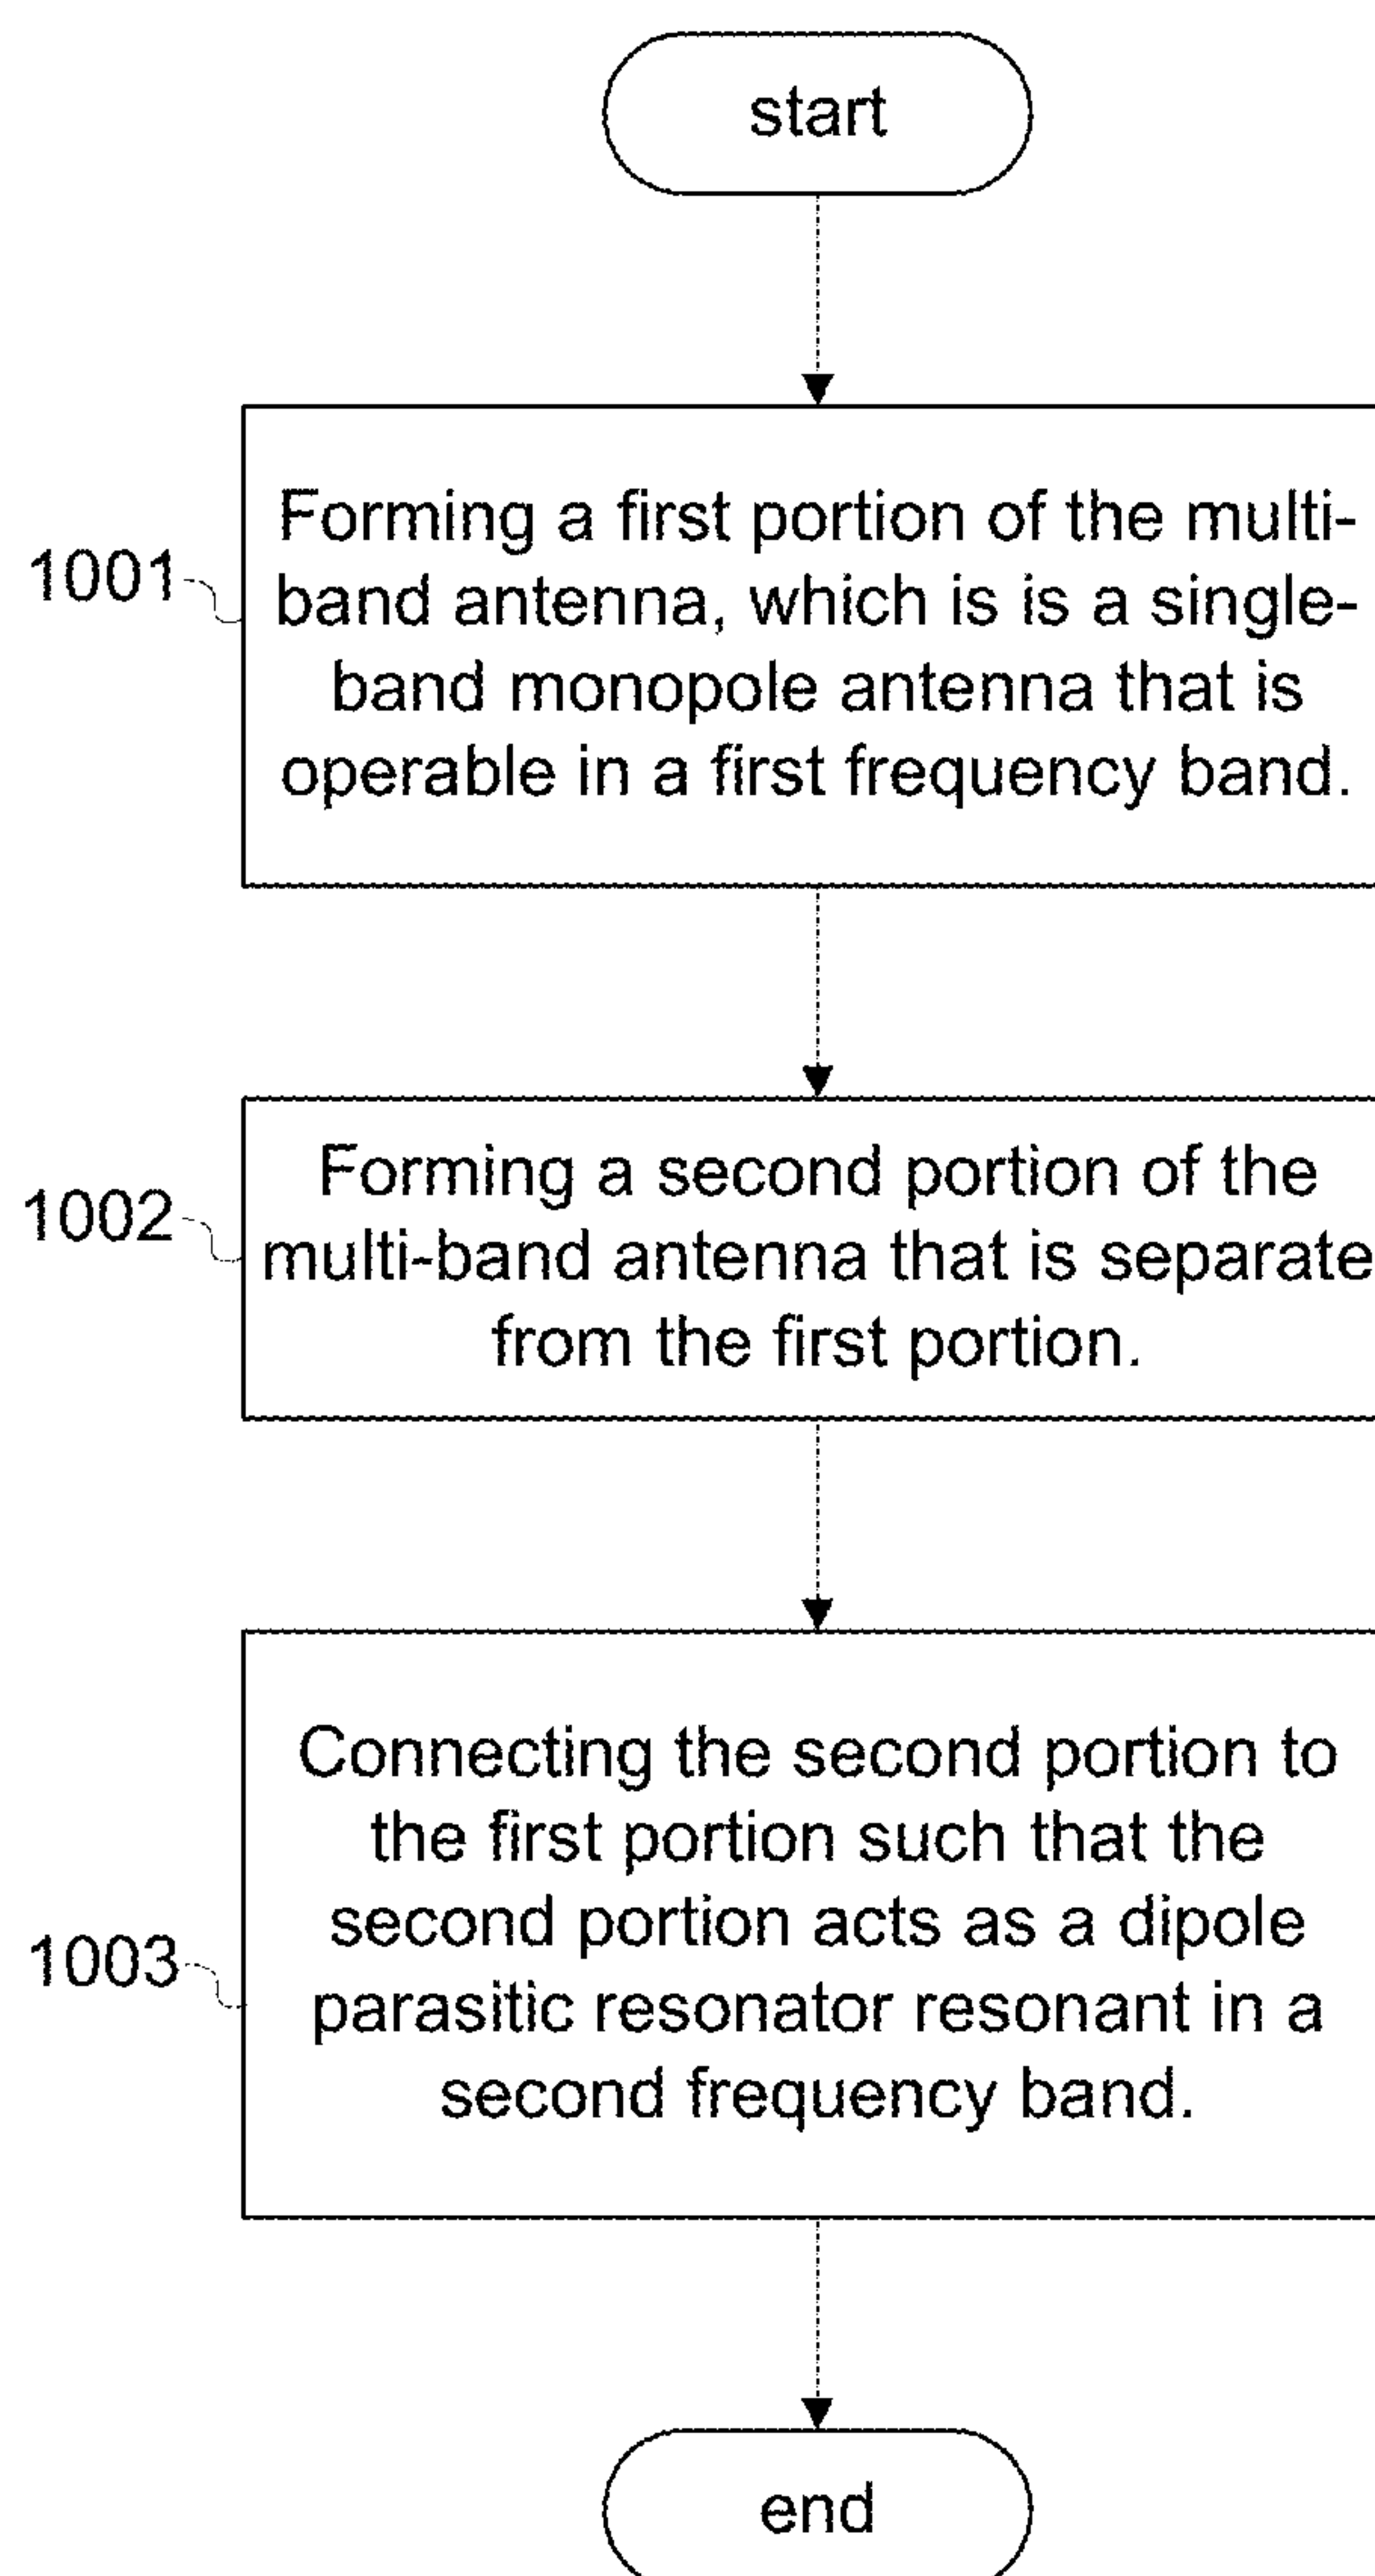 start
1001
Forming a first portion of the multi-
band antenna, which is is a single-
band monopole antenna that is
operable in a first frequency band.
1002
Forming a second portion of the
multi-band antenna that is separate
from the first portion.
1003
Connecting the second portion to
the first portion such that the
second portion acts as a dipole
parasitic resonator resonant in a
second frequency band.
end